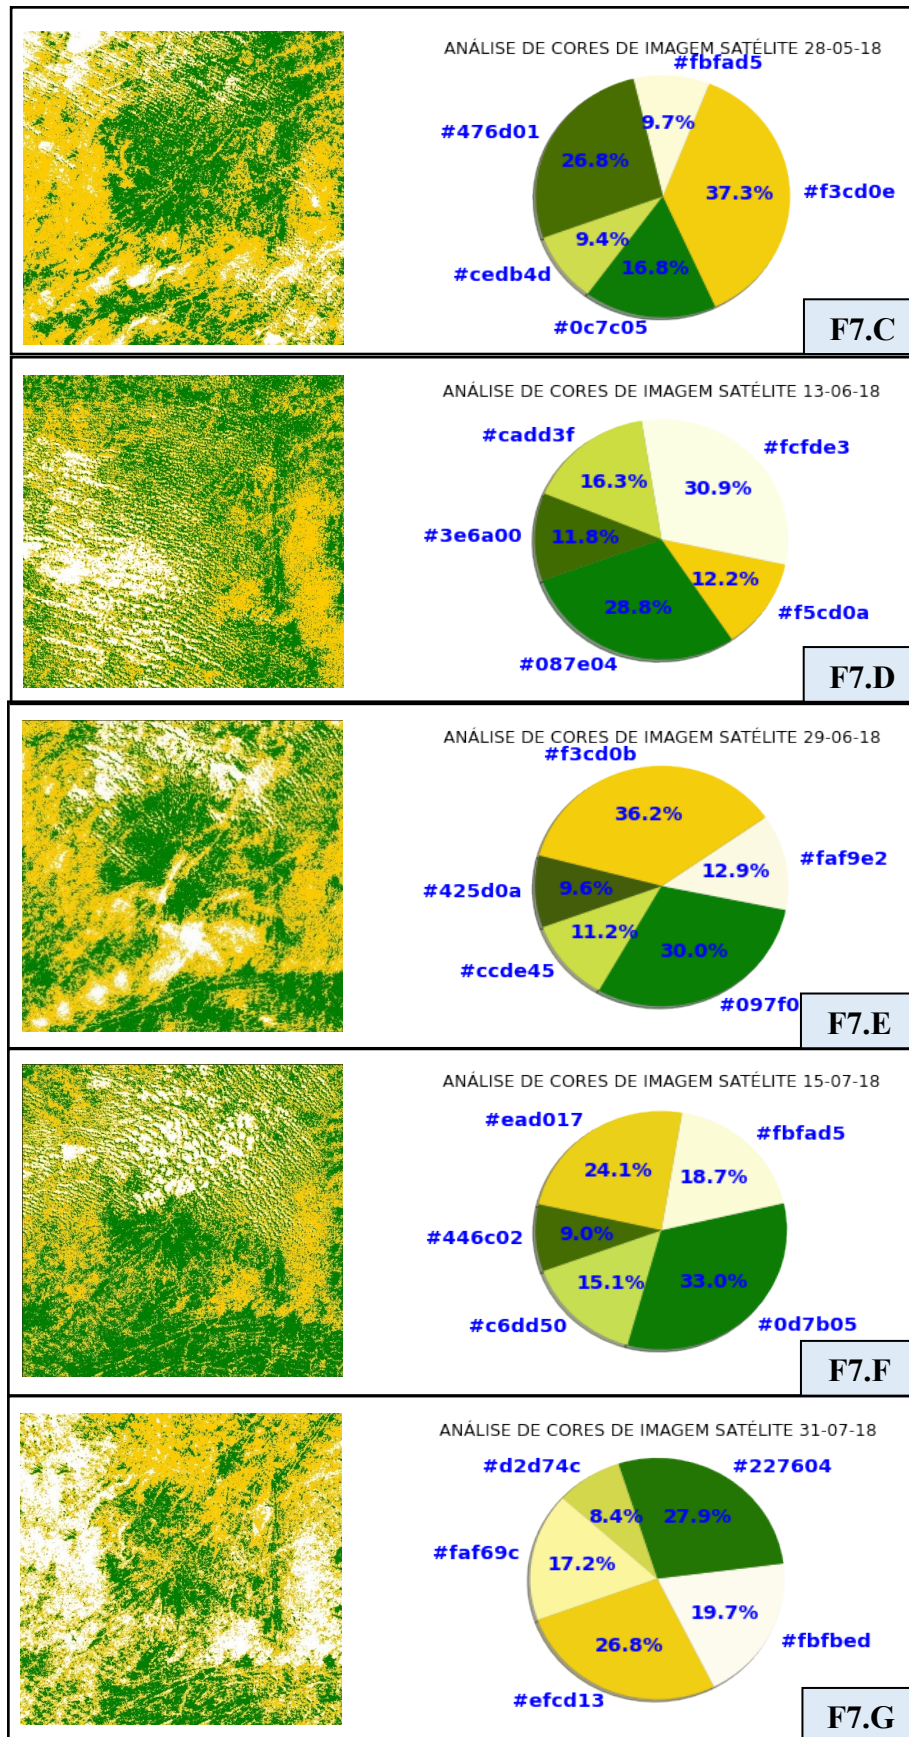 ANÁLISE DE CORES DE IMAGEM SATÉLITE 28-05-18
#fbfad5
#476d01
9.7%
26.8%
37.3%
#f3cd0e
9.4%
16.8%
#cedb4d
#0c7c05
F7.C
ANÁLISE DE CORES DE IMAGEM SATÉLITE 13-06-18
#cadd3f
#fcfde3
16.3%
30.9%
#3e6a00
11.8%
12.2%
28.8%
#f5cd0a
#087e04
F7.D
ANÁLISE DE CORES DE IMAGEM SATÉLITE 29-06-18
#f3cd0b
36.2%
#faf9e2
12.9%
#425d0a
9.6%
11.2%
30.0%
#ccde45
#097f0
F7.E
ANÁLISE DE CORES DE IMAGEM SATÉLITE 15-07-18
#ead017
#fbfad5
24.1%
18.7%
#446c02
9.0%
15.1%
33.0%
#c6dd50
#0d7b05
F7.F
ANÁLISE DE CORES DE IMAGEM SATÉLITE 31-07-18
#d2d74c
#227604
8.4%
27.9%
#faf69c
17.2%
19.7%
26.8%
#fbfbed
#efcd13
F7.G